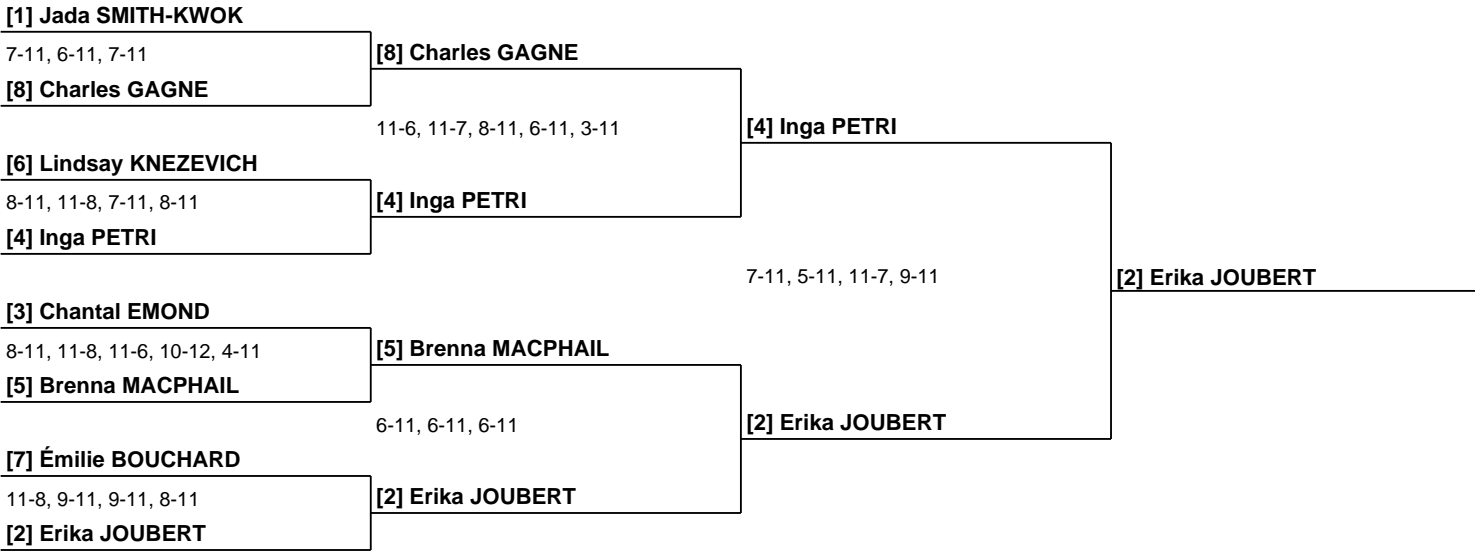 [1] Jada SMITH-KWOK
7-11, 6-11, 7-11
[8] Charles GAGNE
[8] Charles GAGNE
11-6, 11-7, 8-11, 6-11, 3-11
[4] Inga PETRI
[6] Lindsay KNEZEVICH
8-11, 11-8, 7-11, 8-11
[4] Inga PETRI
[4] Inga PETRI
7-11, 5-11, 11-7, 9-11
[2] Erika JOUBERT
[3] Chantal EMOND
8-11, 11-8, 11-6, 10-12, 4-11
[5] Brenna MACPHAIL
[5] Brenna MACPHAIL
6-11, 6-11, 6-11
[2] Erika JOUBERT
[7] Émilie BOUCHARD
11-8, 9-11, 9-11, 8-11
[2] Erika JOUBERT
[2] Erika JOUBERT